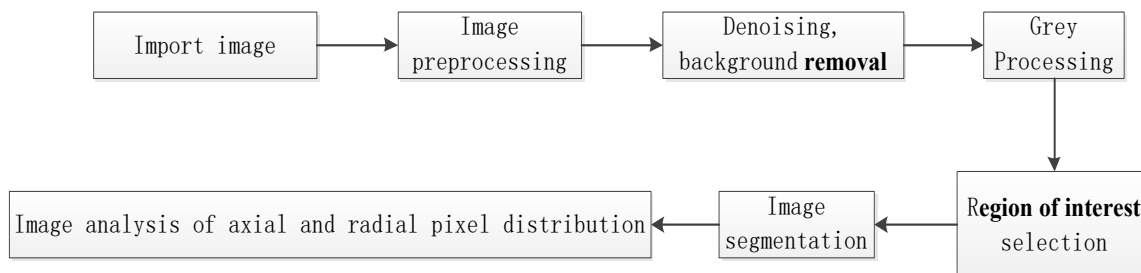 Import image
Image
preprocessing
Denoising,
background removal
Grey
Processing
Region of interest
selection
Image
segmentation
Image analysis of axial and radial pixel distribution